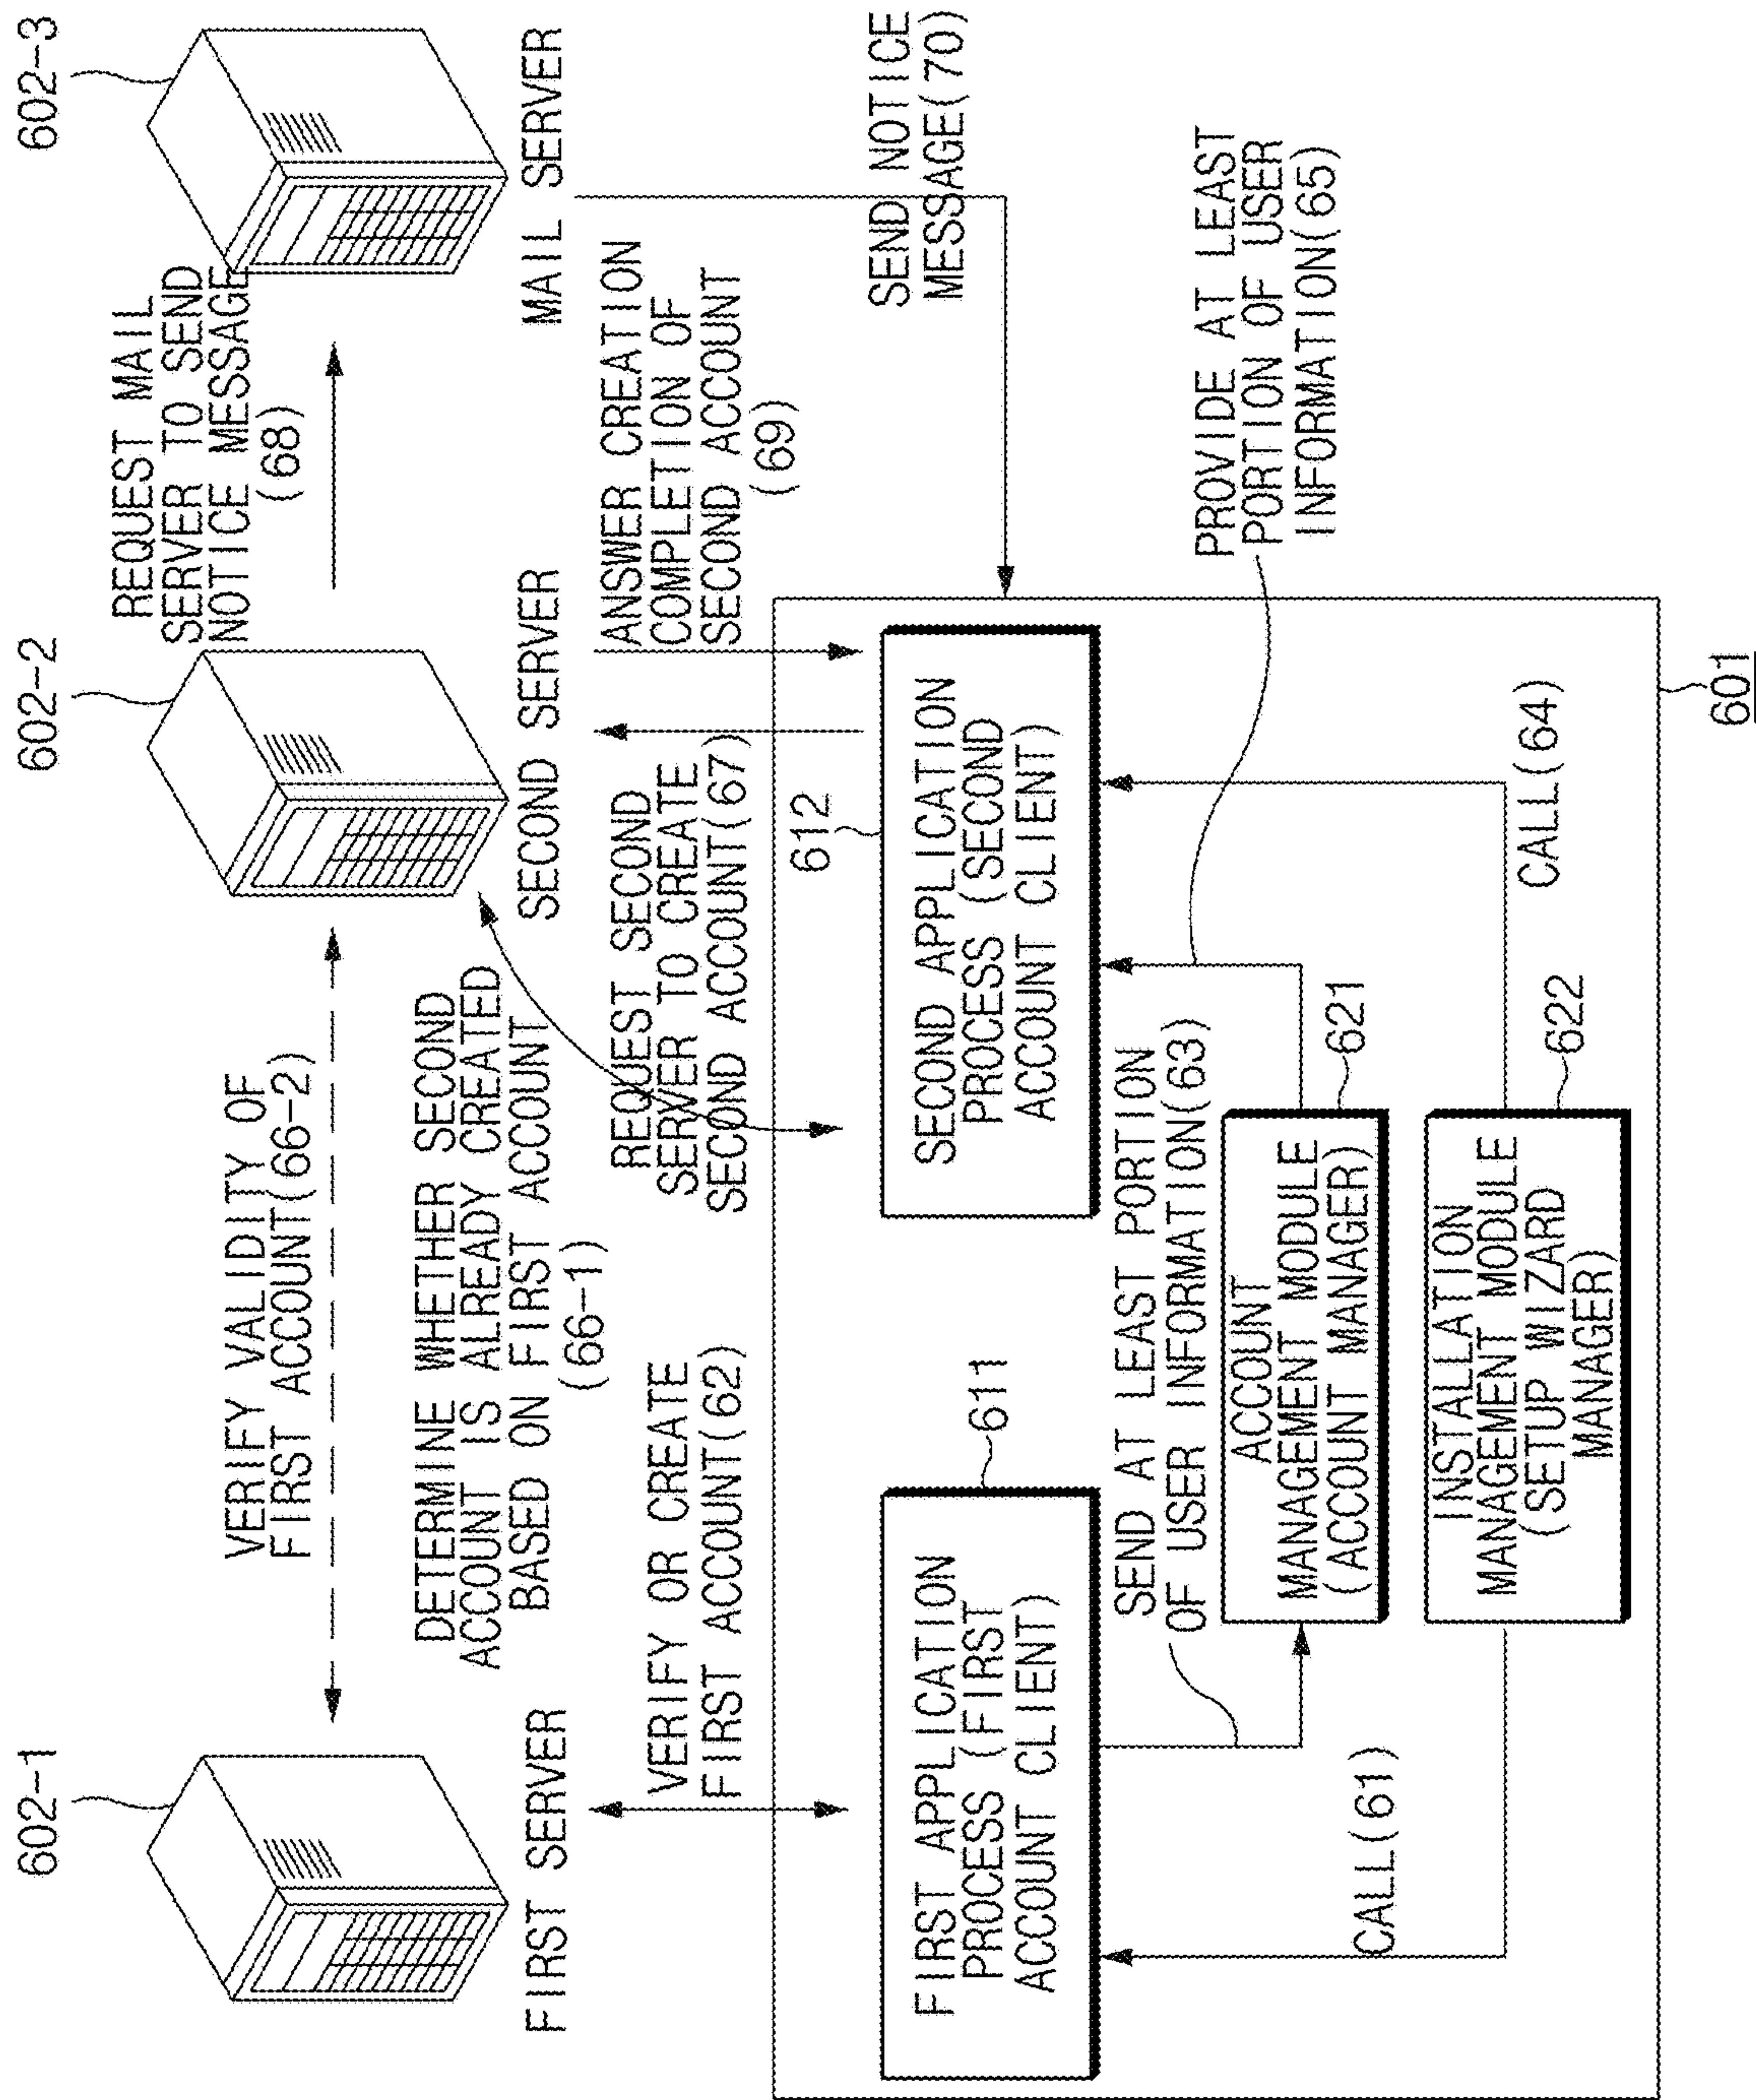 602-1
602-2
602-3
VERIFY VALIDITY OF
FIRST ACCOUNT(66-2)
REQUEST MAIL
SERVER TO SEND
NOTICE MESSAGE
(68)
FIRST SERVER
SECOND SERVER
MAIL SERVER
DETERMINE WHETHER SECOND
ACCOUNT IS ALREADY CREATED
BASED ON FIRST ACCOUNT
(66-1)
VERIFY OR CREATE
FIRST ACCOUNT(62)
REQUEST SECOND
SERVER TO CREATE
SECOND ACCOUNT(67)
ANSWER CREATION
COMPLETION OF
SECOND ACCOUNT
(69)
SEND NOTICE
MESSAGE(70)
612
FIRST APPLICATION
PROCESS (FIRST
ACCOUNT CLIENT)
611
SECOND APPLICATION
PROCESS (SECOND
ACCOUNT CLIENT)
SEND AT LEAST PORTION
OF USER INFORMATION(63)
PROVIDE AT LEAST
PORTION OF USER
INFORMATION(65)
ACCOUNT
MANAGEMENT MODULE
(ACCOUNT MANAGER)
621
CALL(61)
INSTALLATION
MANAGEMENT MODULE
(SETUP WIZARD
MANAGER)
622
CALL(64)
601